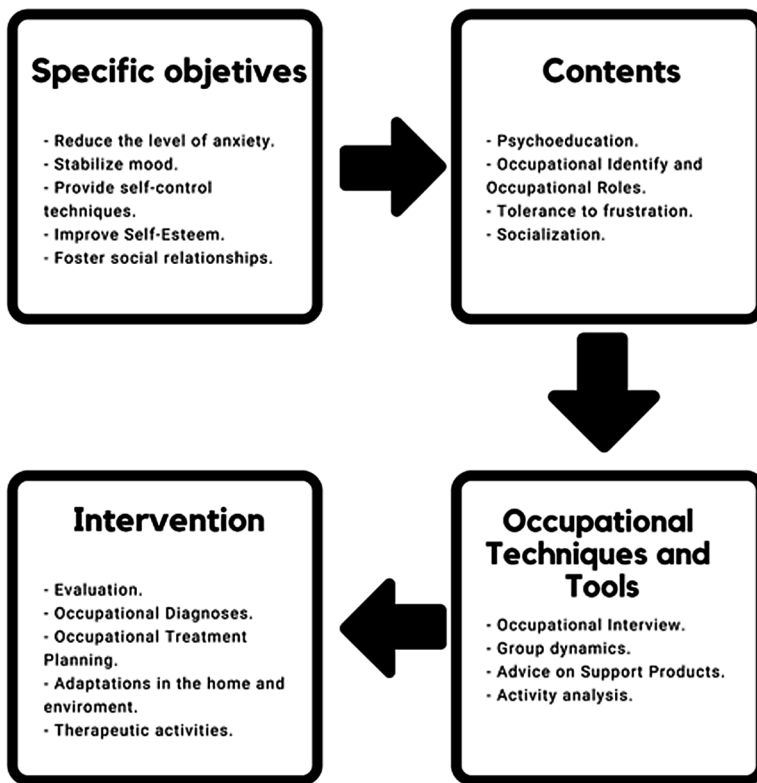 Specific objetives
- Reduce the level of anxiety.
- Stabilize mood.
- Provide self-control
techniques.
- Improve Self-Esteem.
- Foster social relationships.
Contents
- Psychoeducation.
- Occupational Identify and
Occupational Roles.
- Tolerance to frustration.
- Socialization.
Occupational
Techniques and
Tools
- Occupational Interview.
- Group dynamics.
- Advice on Support Products.
- Activity analysis.
Intervention
- Evaluation.
- Occupational Diagnoses.
- Occupational Treatment
Planning.
- Adaptations in the home and
enviroment.
- Therapeutic activities.